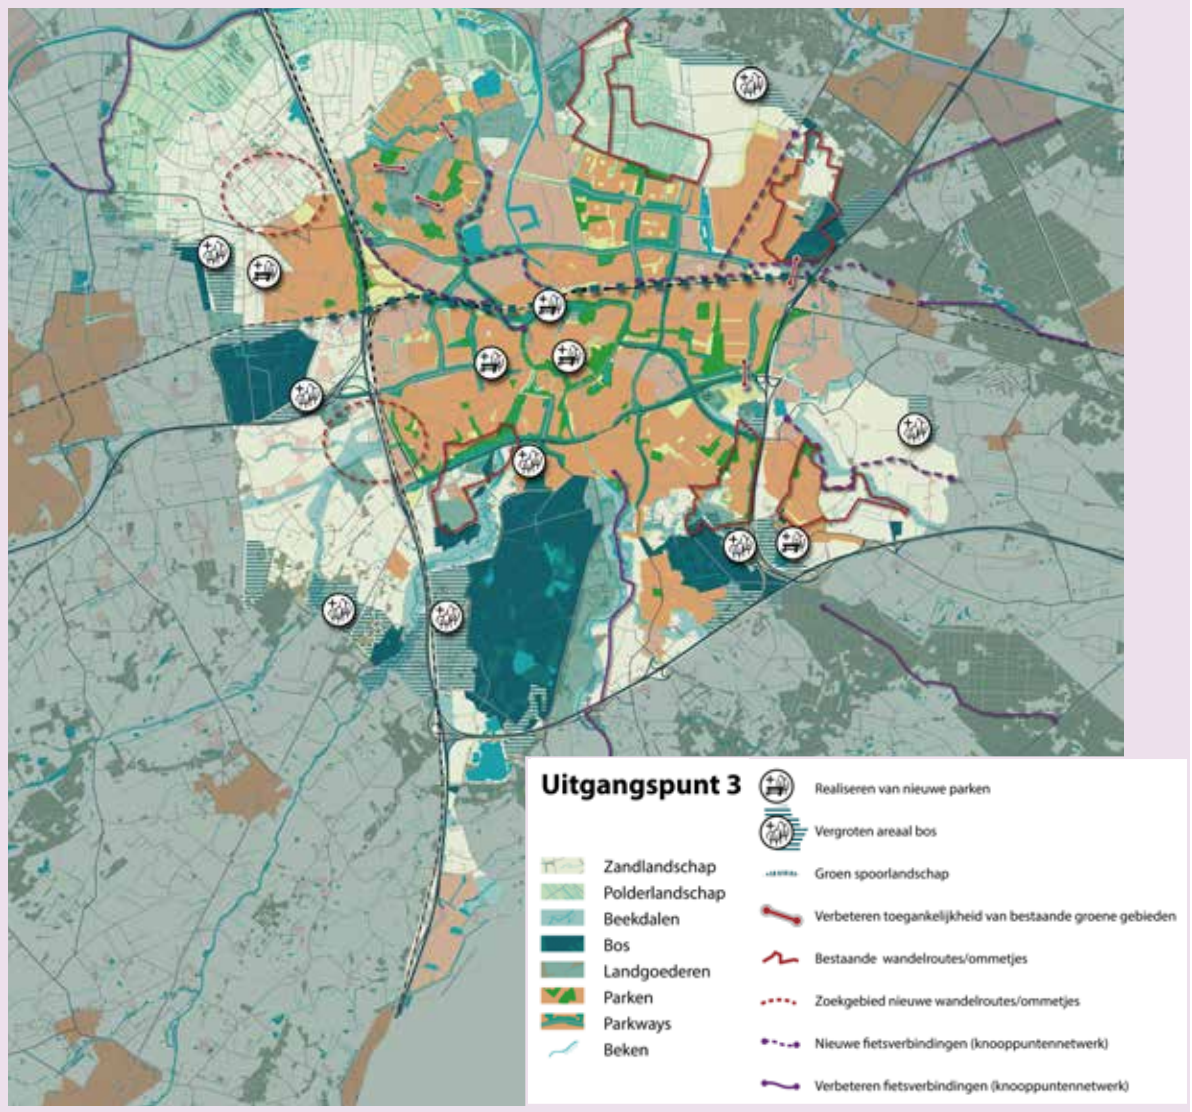 Uitgangspunt 3
Zandlandschap
Polderlandschap
Beekdalen
Bos
Landgoederen
Parken
Parkways
Beken
Realiseren van nieuwe parken
Vergroten areaal bos
Groen spoorlandschap
Verbeteren toegankelijkheid van bestaande groene gebieden
Bestaande wandelroutes/ommetjes
Zoekgebied nieuwe wandelroutes/ommetjes
Nieuwe fietsverbindingen (knooppuntennetwerk)
Verbeteren fietsverbindingen (knooppuntennetwerk)